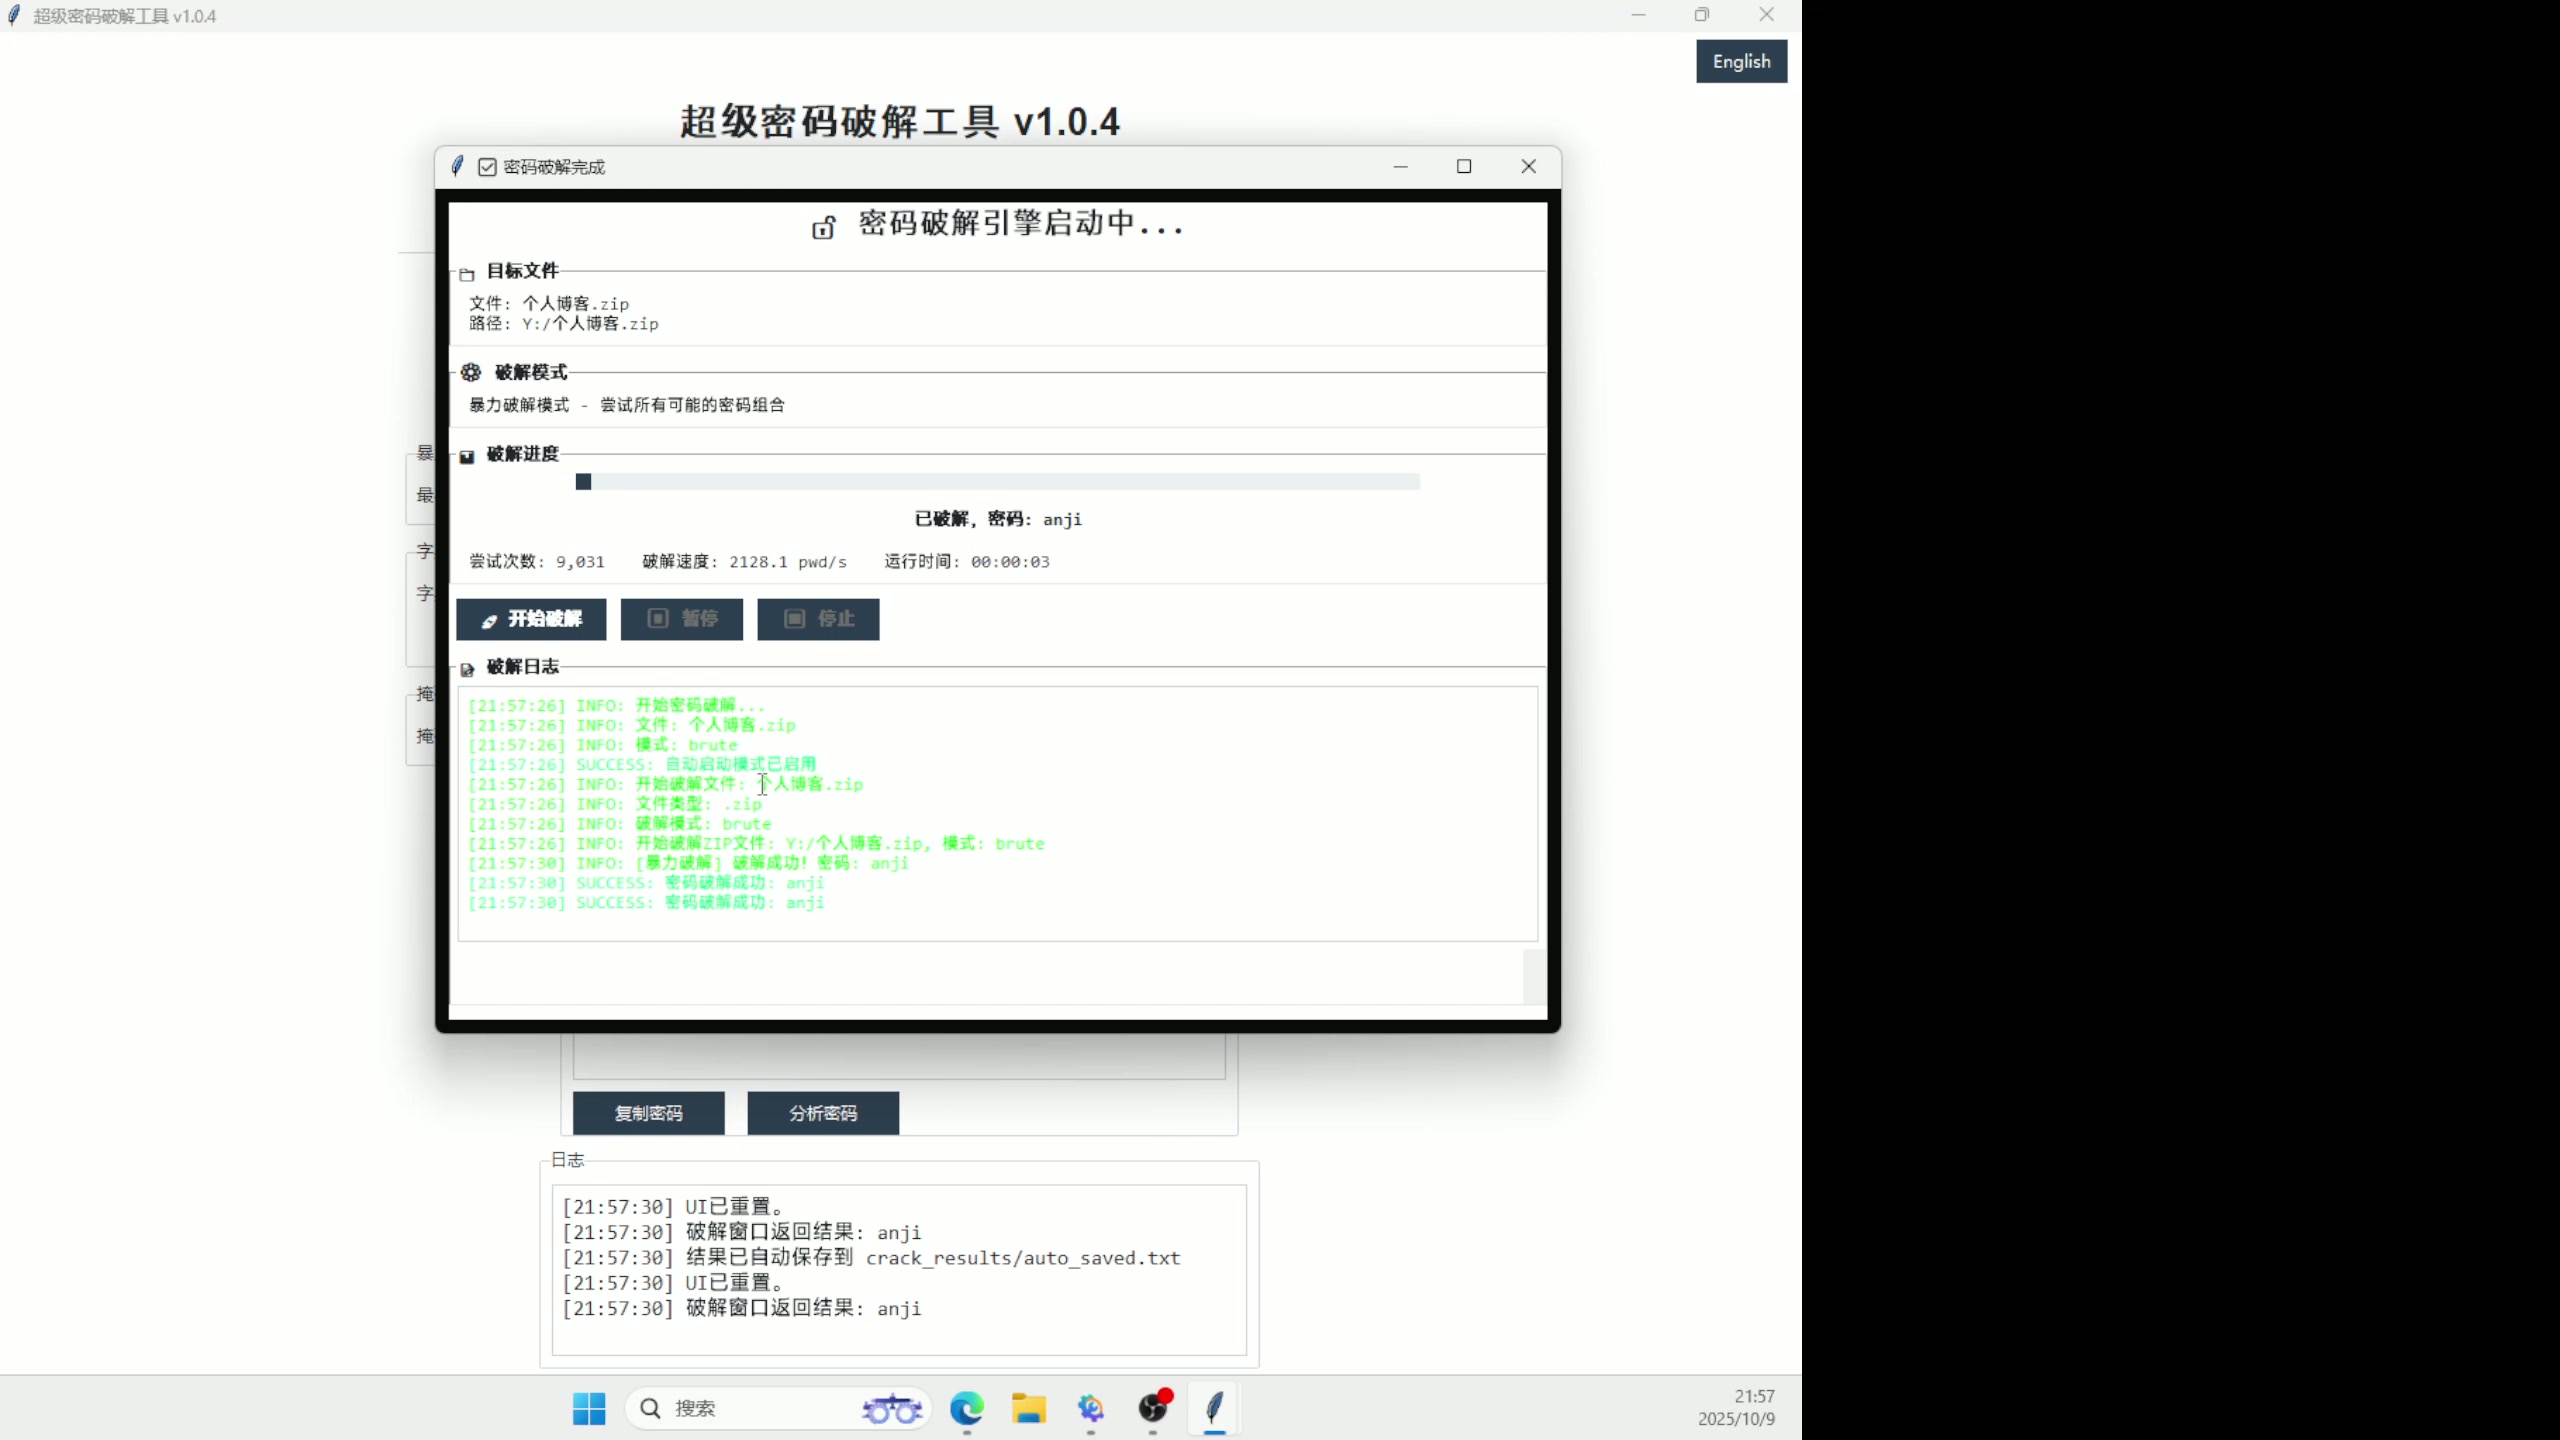 超级密码破解工具 v1.0.4
English
超级密码破解工具 v1.0.4
密码破解完成
密码破解引擎启动中...
目标文件
文件: 个人博客.zip
路径: Y:/个人博客.zip
破解模式
暴力破解模式 - 尝试所有可能的密码组合
破解进度
已破解, 密码: anji
尝试次数: 9,031 破解速度: 2128.1 pwd/s 运行时间: 00:00:03
开始破解 暂停 停止
破解日志
[21:57:26] INFO: 开始密码破解...
[21:57:26] INFO: 文件: 个人博客.zip
[21:57:26] INFO: 模式: brute
[21:57:26] SUCCESS: 自动启动模式已启用
[21:57:26] INFO: 开始破解文件: 个人博客.zip
[21:57:26] INFO: 文件类型: .zip
[21:57:26] INFO: 破解模式: brute
[21:57:26] INFO: 开始破解ZIP文件: Y:/个人博客.zip, 模式: brute
[21:57:30] INFO: [暴力破解] 破解成功! 密码: anji
[21:57:30] SUCCESS: 密码破解成功: anji
[21:57:30] SUCCESS: 密码破解成功: anji
暴
最
字
字
掩
掩
复制密码 分析密码
日志
[21:57:30] UI已重置。
[21:57:30] 破解窗口返回结果: anji
[21:57:30] 结果已自动保存到 crack_results/auto_saved.txt
[21:57:30] UI已重置。
[21:57:30] 破解窗口返回结果: anji
搜索
21:57
2025/10/9